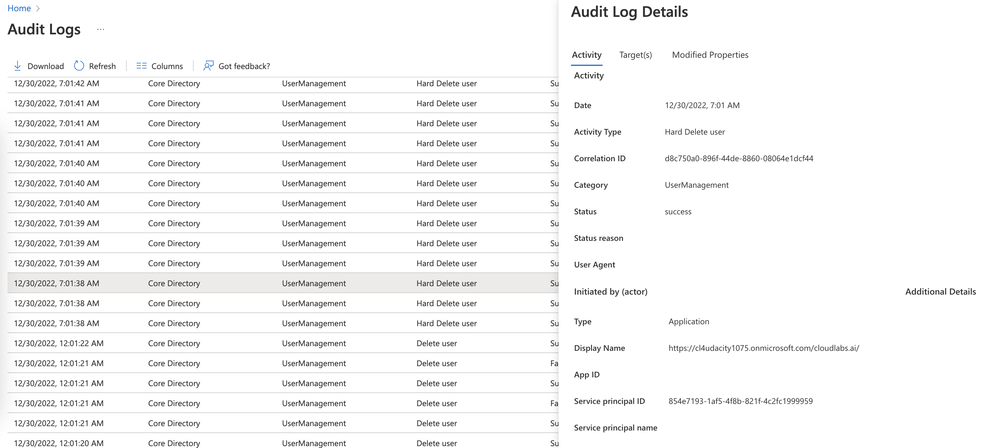 Home >
Audit Logs ...
Download Refresh Columns Got feedback?
12/30/2022, 7:01:42 AM Core Directory UserManagement Hard Delete user Su
12/30/2022, 7:01:41 AM Core Directory UserManagement Hard Delete user Su
12/30/2022, 7:01:41 AM Core Directory UserManagement Hard Delete user Su
12/30/2022, 7:01:41 AM Core Directory UserManagement Hard Delete user Su
12/30/2022, 7:01:40 AM Core Directory UserManagement Hard Delete user Su
12/30/2022, 7:01:40 AM Core Directory UserManagement Hard Delete user Su
12/30/2022, 7:01:40 AM Core Directory UserManagement Hard Delete user Su
12/30/2022, 7:01:39 AM Core Directory UserManagement Hard Delete user Su
12/30/2022, 7:01:39 AM Core Directory UserManagement Hard Delete user Su
12/30/2022, 7:01:39 AM Core Directory UserManagement Hard Delete user Su
12/30/2022, 7:01:38 AM Core Directory UserManagement Hard Delete user Su
12/30/2022, 7:01:38 AM Core Directory UserManagement Hard Delete user Su
12/30/2022, 7:01:38 AM Core Directory UserManagement Hard Delete user Su
12/30/2022, 12:01:22 AM Core Directory UserManagement Delete user Su
12/30/2022, 12:01:21 AM Core Directory UserManagement Delete user Fa
12/30/2022, 12:01:21 AM Core Directory UserManagement Delete user Su
12/30/2022, 12:01:21 AM Core Directory UserManagement Delete user Fa
12/30/2022, 12:01:21 AM Core Directory UserManagement Delete user Su
12/30/2022, 12:01:20 AM Core Directory UserManagement Delete user Su
Audit Log Details
Activity Target(s) Modified Properties
Activity
Date 12/30/2022, 7:01 AM
Activity Type Hard Delete user
Correlation ID d8c750a0-896f-44de-8860-08064e1dcf44
Category UserManagement
Status success
Status reason
User Agent
Initiated by (actor) Additional Details
Type Application
Display Name https://cl4udacity1075.onmicrosoft.com/cloudlabs.ai/
App ID
Service principal ID 854e7193-1af5-4f8b-821f-4c2fc1999959
Service principal name